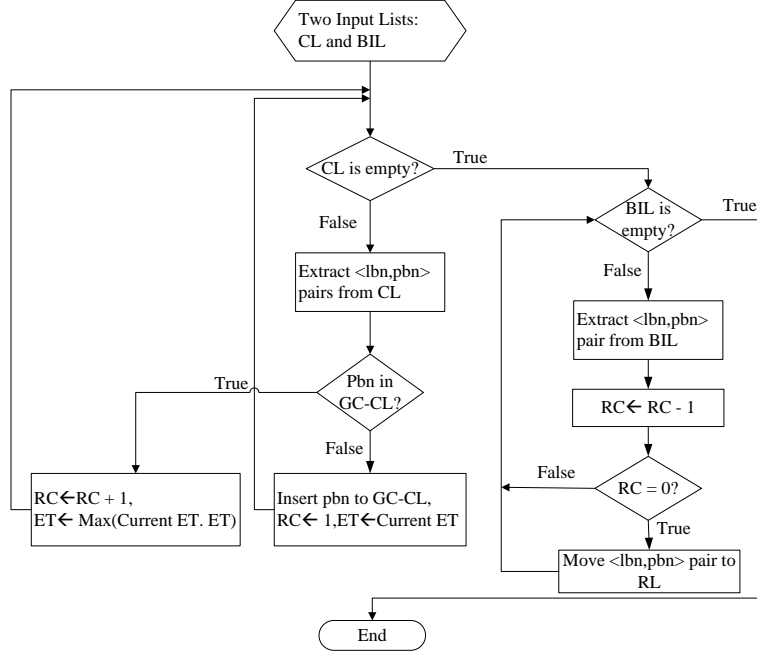 Two Input Lists:
CL and BIL
CL is empty?
True
False
BIL is
empty?
True
False
Extract <lbn,pbn>
pairs from CL
Extract <lbn,pbn>
pair from BIL
Pbn in
GC-CL?
True
False
RC← RC - 1
RC = 0?
False
True
RC←RC + 1,
ET← Max(Current ET. ET)
Insert pbn to GC-CL,
RC← 1,ET←Current ET
Move <lbn,pbn> pair to
RL
End